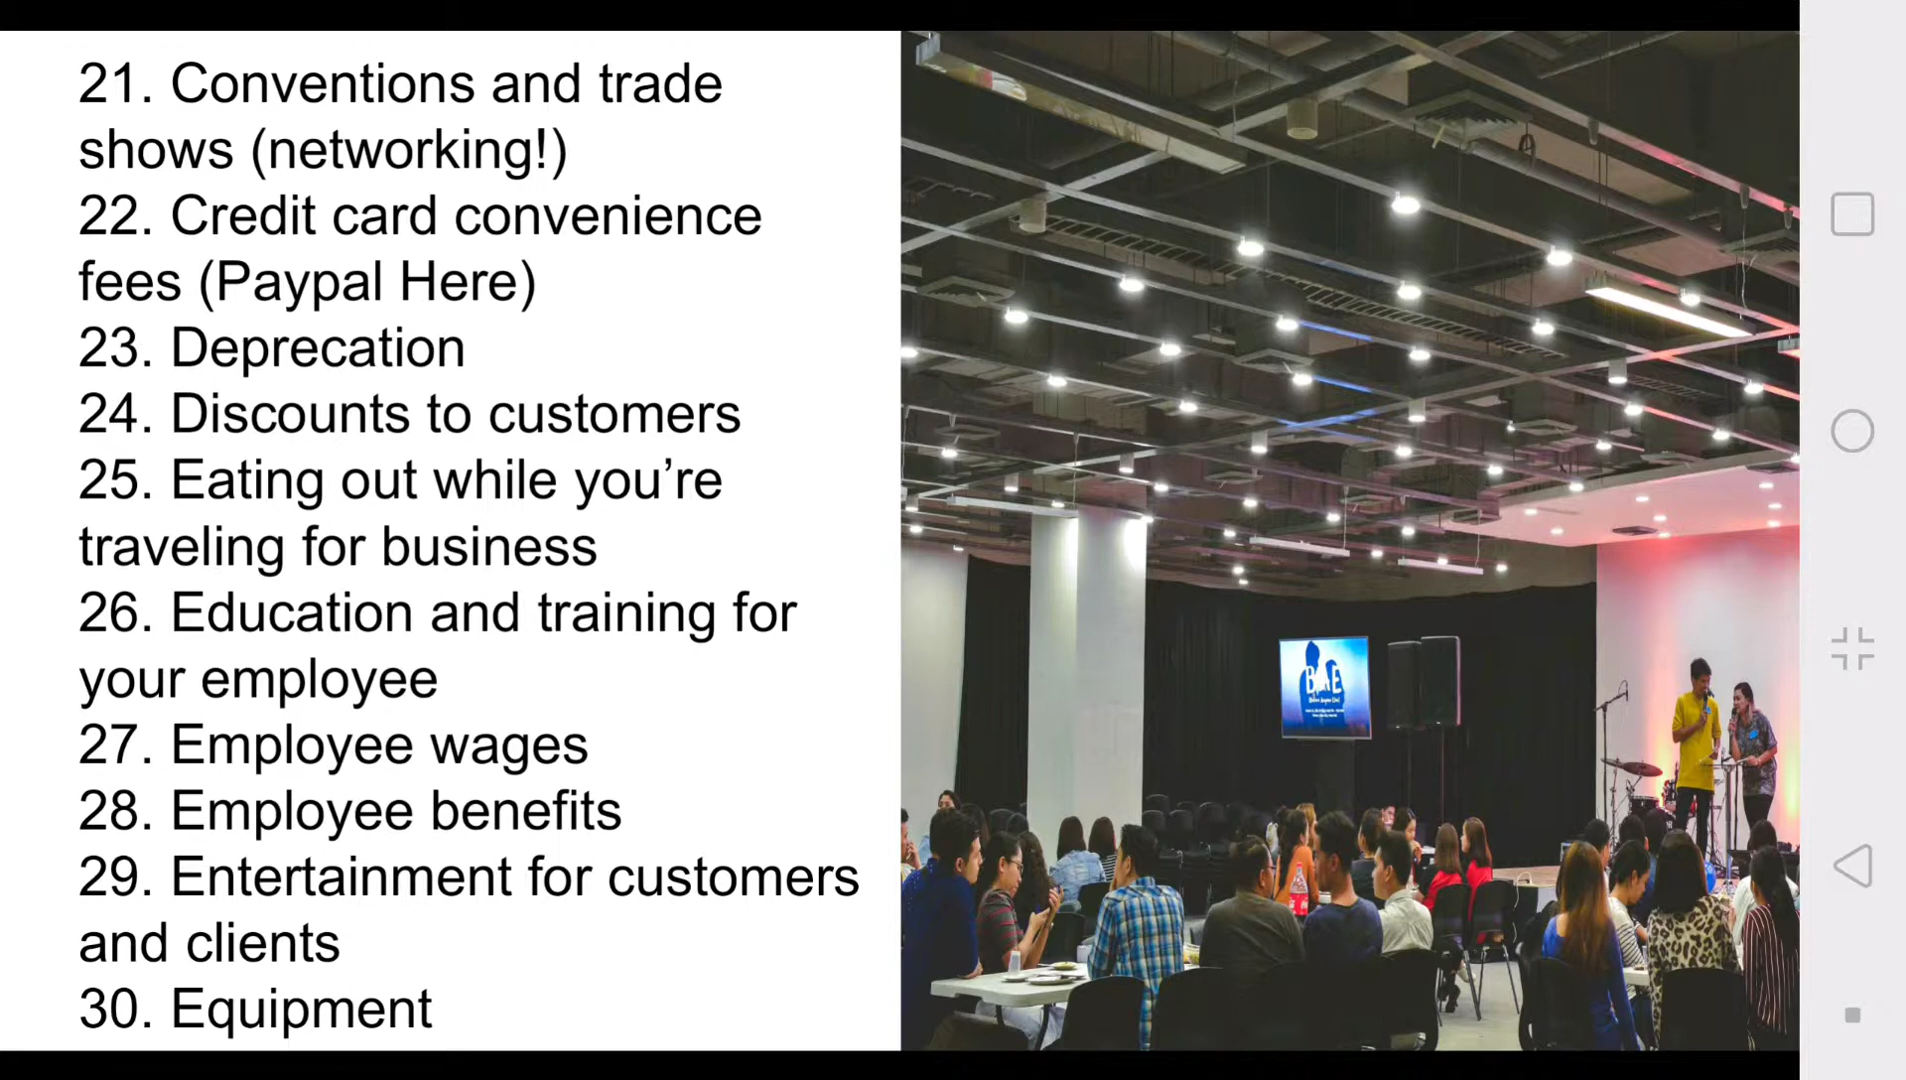 21. Conventions and trade
shows (networking!)
22. Credit card convenience
fees (Paypal Here)
23. Deprecation
24. Discounts to customers
25. Eating out while you’re
traveling for business
26. Education and training for
your employee
27. Employee wages
28. Employee benefits
29. Entertainment for customers
and clients
30. Equipment